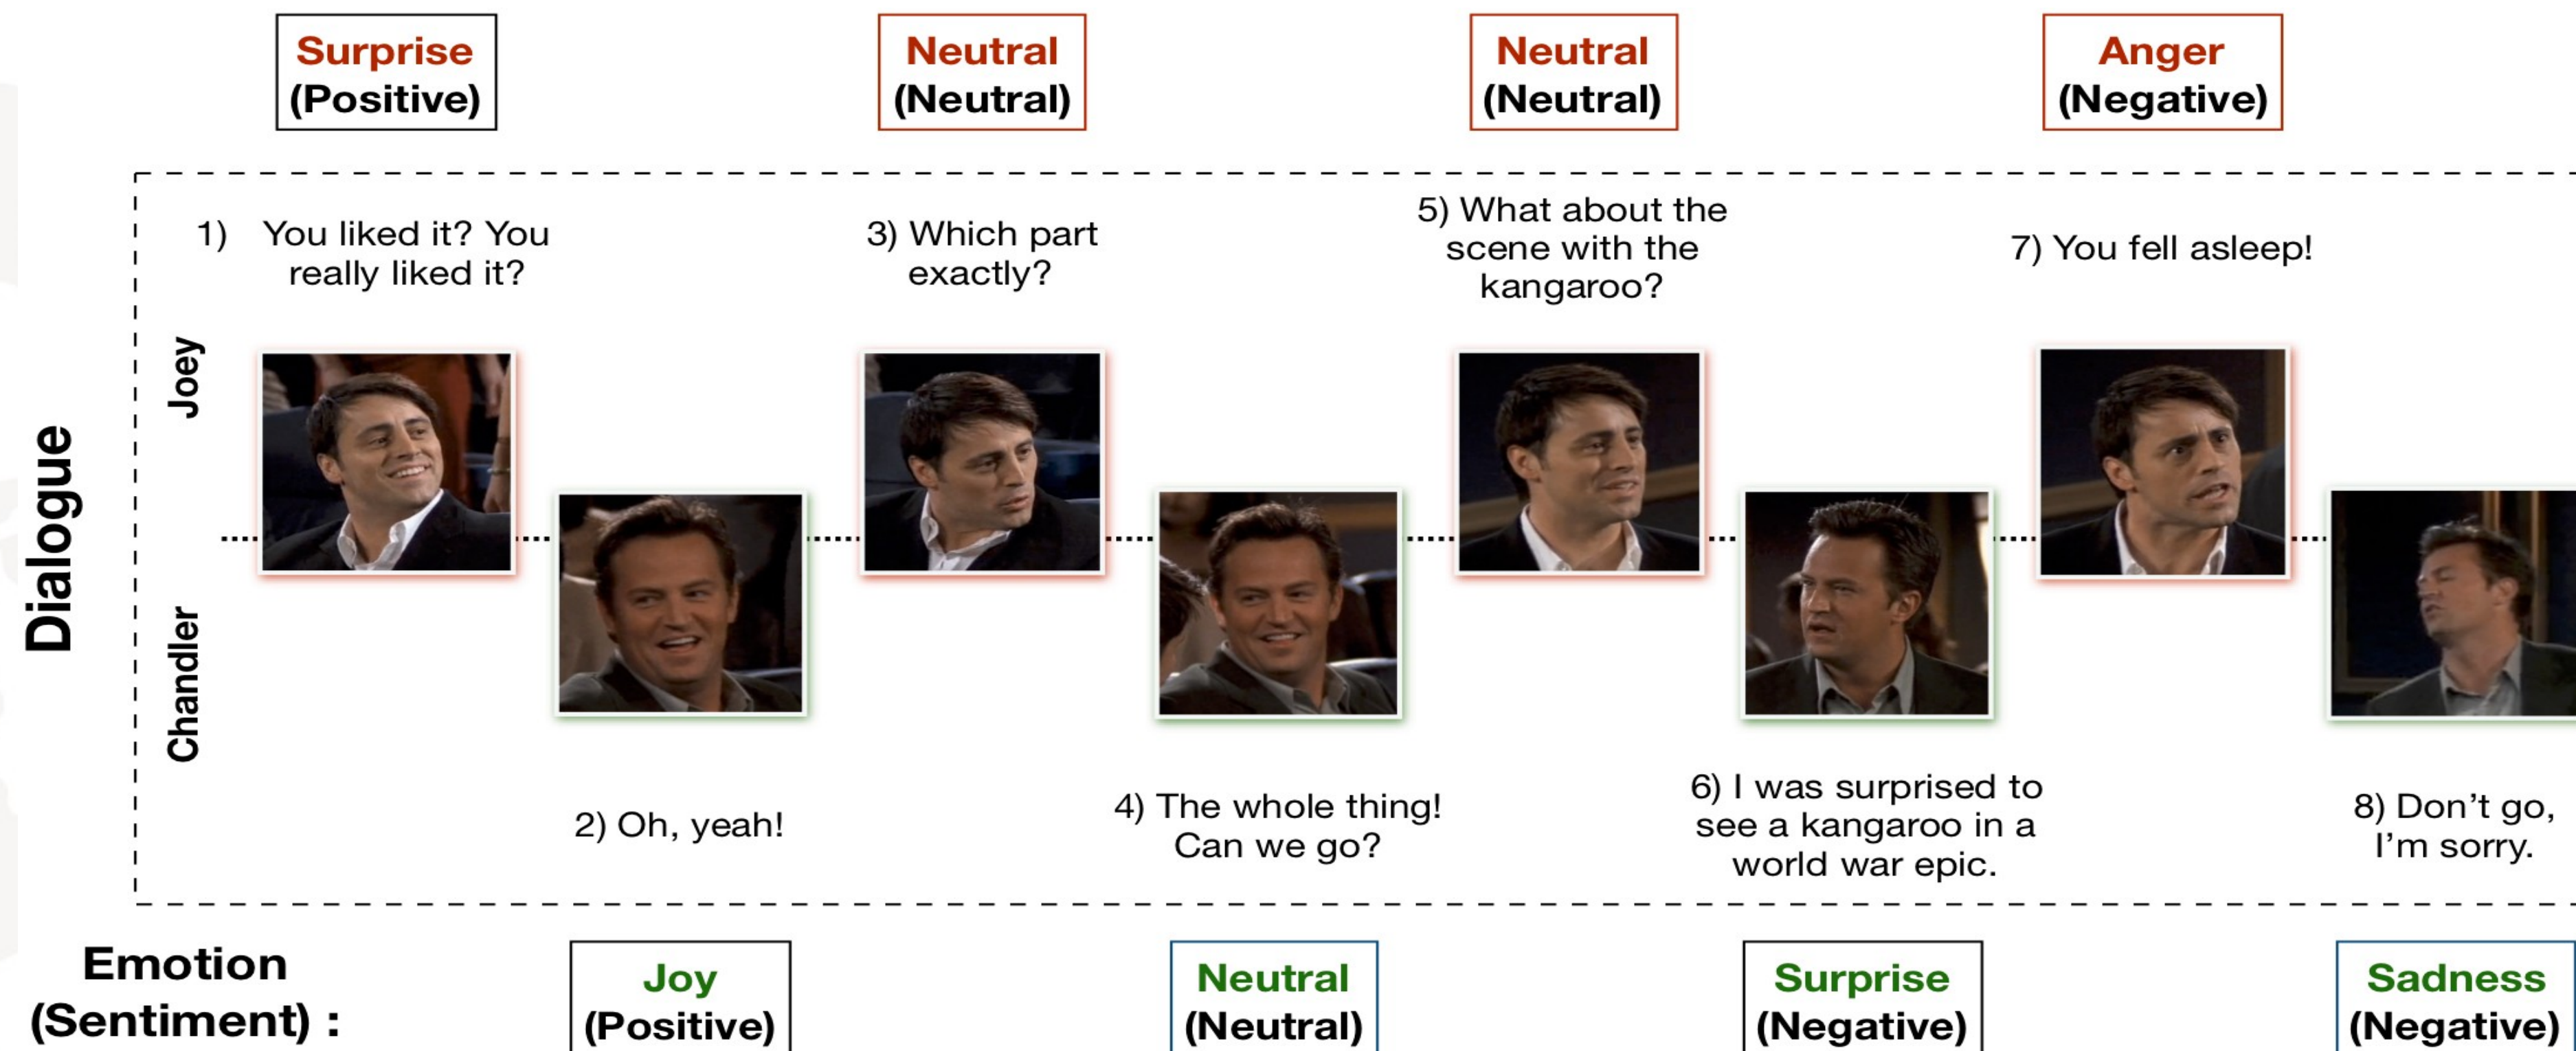 Surprise
(Positive)
Neutral
(Neutral)
Neutral
(Neutral)
Anger
(Negative)
Dialogue
Joey
Chandler
1) You liked it? You
really liked it?
3) Which part
exactly?
5) What about the
scene with the
kangaroo?
7) You fell asleep!
2) Oh, yeah!
4) The whole thing!
Can we go?
6) I was surprised to
see a kangaroo in a
world war epic.
8) Don’t go,
I’m sorry.
Emotion
(Sentiment) :
Joy
(Positive)
Neutral
(Neutral)
Surprise
(Negative)
Sadness
(Negative)